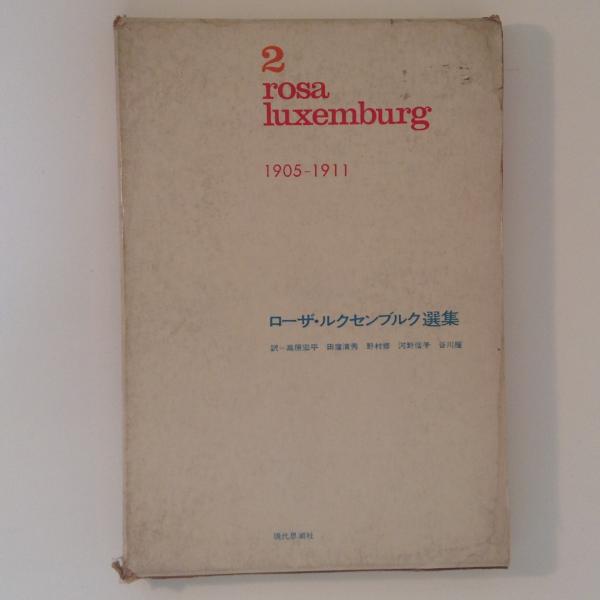 2
rosa
luxemburg
1905-1911
ローザ・ルクセンブルク選集
訳＝高原宏平 田窪清秀 野村修 河野信子 谷川雁
現代思潮社